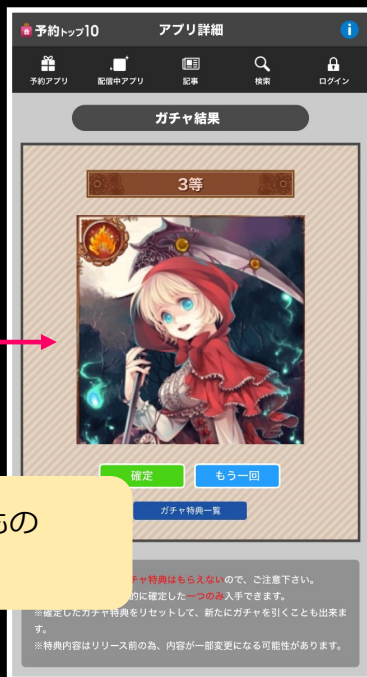 予約トップ10
アプリ詳細
i
予約アプリ
配信中アプリ
記事
検索
ログイン
ガチャ結果
3等
確定
もう一回
ガチャ特典一覧
もの
チャ特典はもらえないので、ご注意下さい。
的に確定した一つのみ入手できます。
※確定したガチャ特典をリセットして、新たにガチャを引くことも出来ま
す。
※特典内容はリリース前の為、内容が一部変更になる可能性があります。